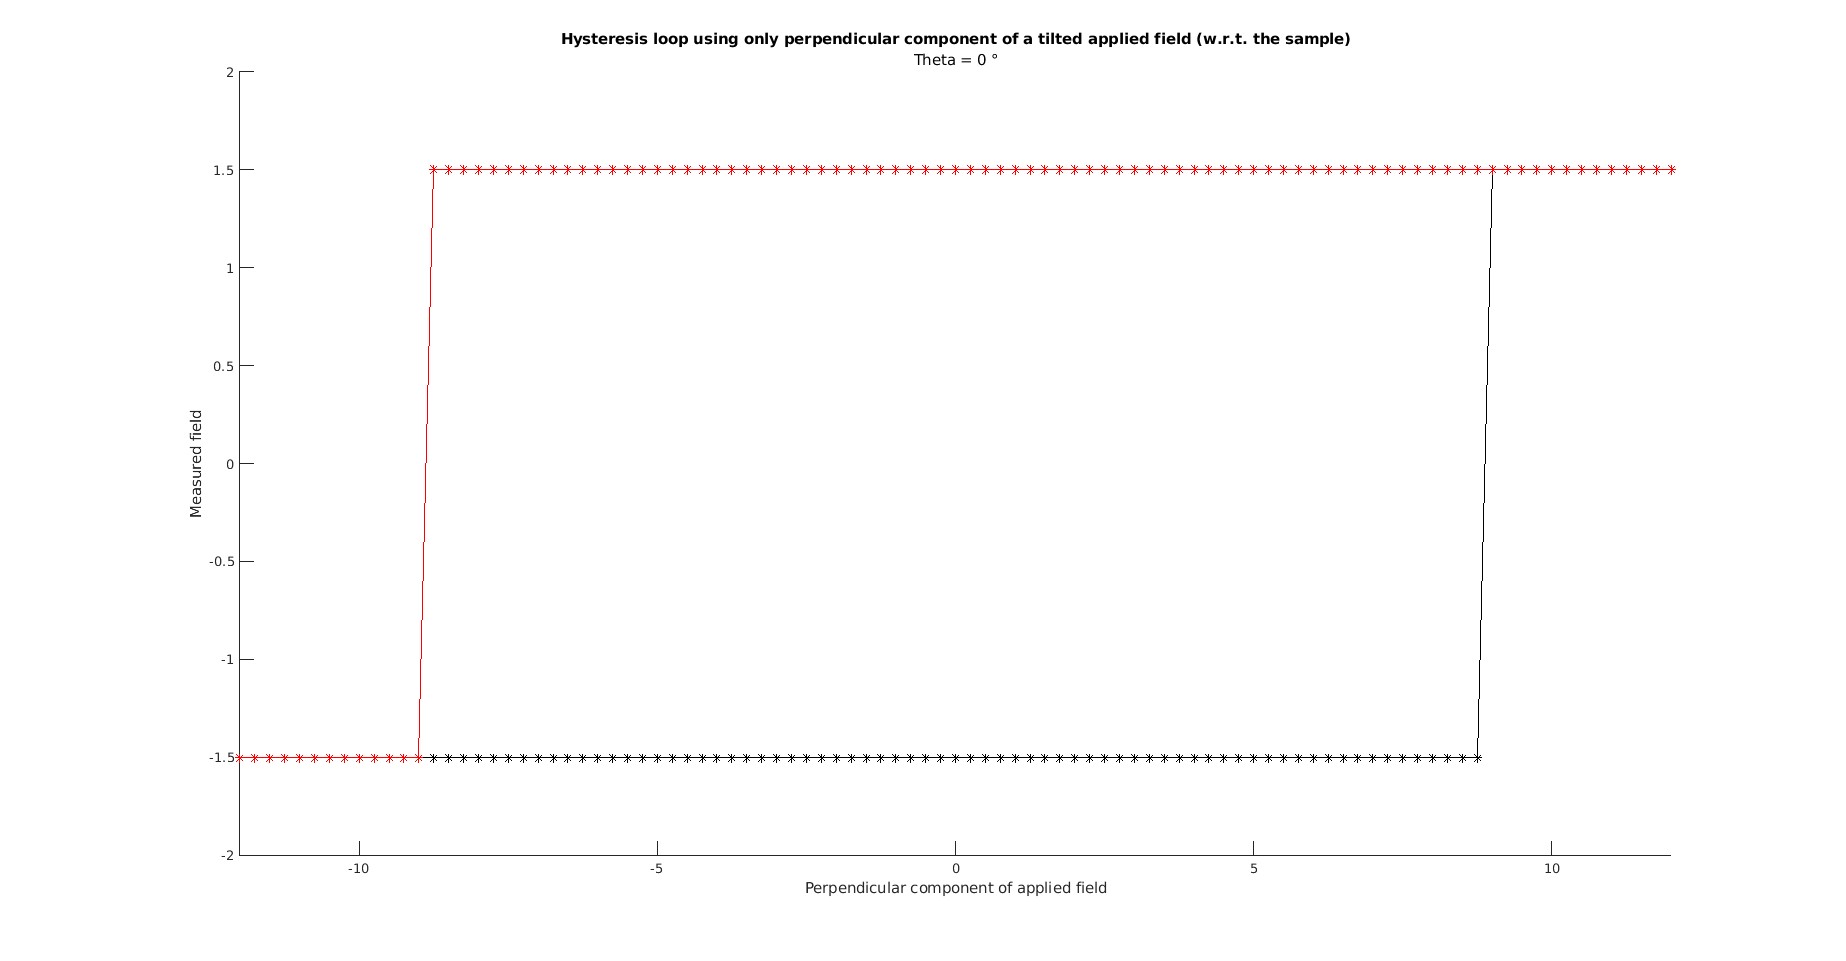 Hysteresis loop using only perpendicular component of a tilted applied field (w.r.t. the sample)
Theta = 0 °
2
1.5
1
0.5
0
-0.5
-1
-1.5
-2
Measured field
-10 -5 0 5 10
Perpendicular component of applied field